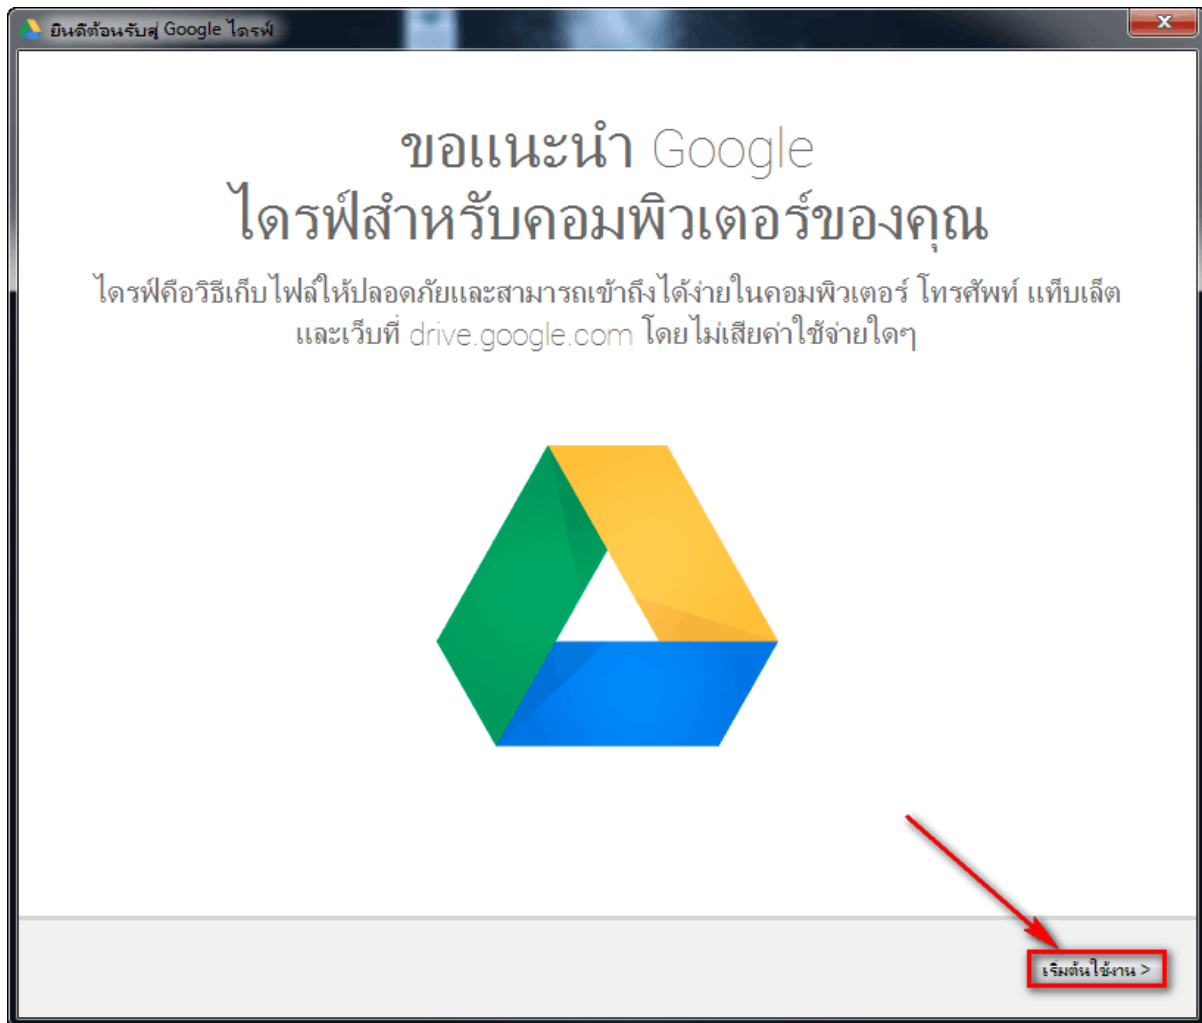 ยินดีต้อนรับสู่ Google ไดรฟ์
ขอแนะนำ Google
ไดรฟ์สำหรับคอมพิวเตอร์ของคุณ
ไดรฟ์คือวิธีเก็บไฟล์ให้ปลอดภัยและสามารถเข้าถึงได้ง่ายในคอมพิวเตอร์ โทรศัพท์ แท็บเล็ต
และเว็บที่ drive.google.com โดยไม่เสียค่าใช้จ่ายใดๆ
เริ่มต้นใช้งาน >